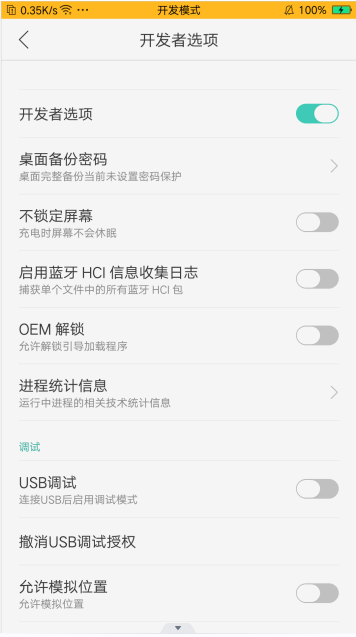 0.35K/s ··· 开发模式 100%
开发者选项
开发者选项
桌面备份密码
桌面完整备份当前未设置密码保护
不锁定屏幕
充电时屏幕不会休眠
启用蓝牙 HCI 信息收集日志
捕获单个文件中的所有蓝牙 HCI 包
OEM 解锁
允许解锁引导加载程序
进程统计信息
运行中进程的相关技术统计信息
调试
USB调试
连接USB后启用调试模式
撤消USB调试授权
允许模拟位置
允许模拟位置